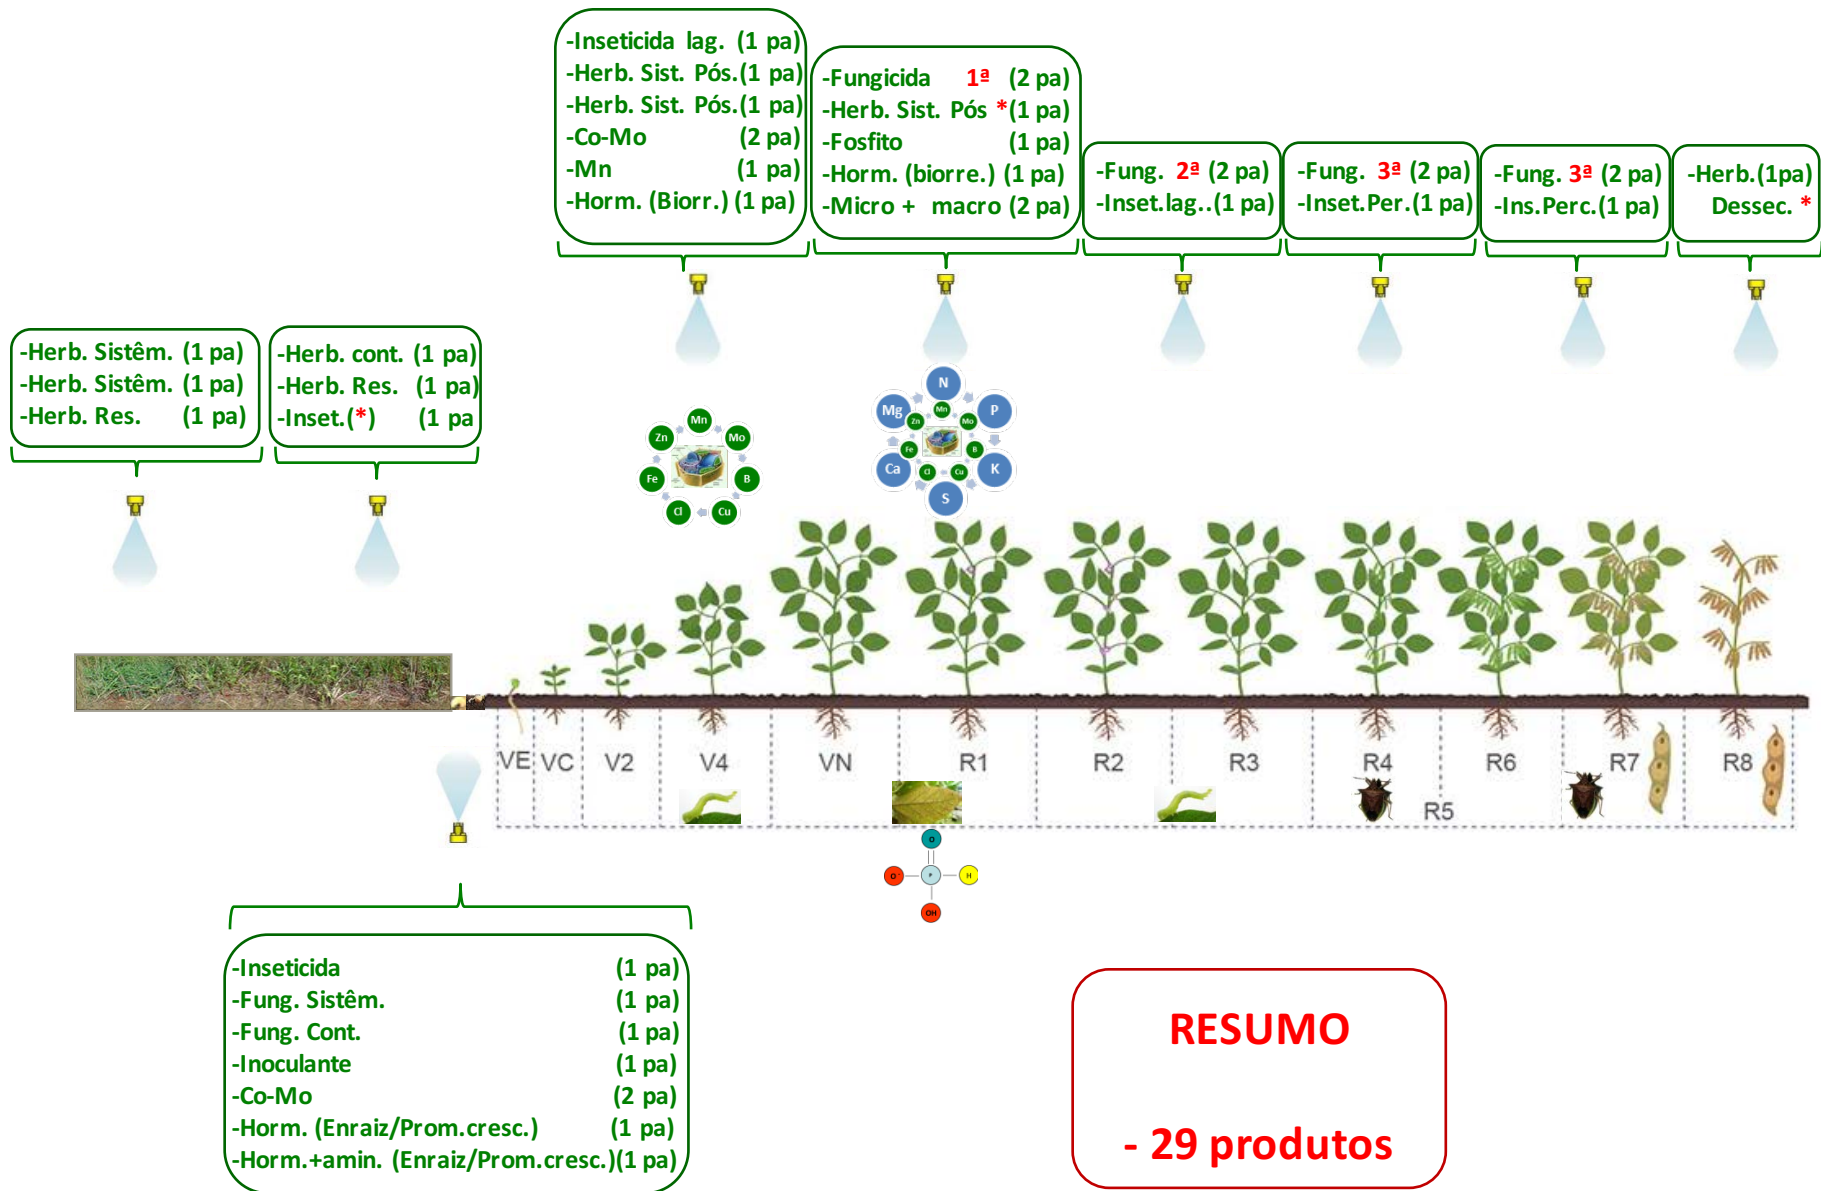 -Inseticida lag. (1 pa)
-Herb. Sist. Pós.(1 pa)
-Herb. Sist. Pós.(1 pa)
-Co-Mo (2 pa)
-Mn (1 pa)
-Horm. (Biorr.) (1 pa)
-Fungicida 1ª (2 pa)
-Herb. Sist. Pós *(1 pa)
-Fosfito (1 pa)
-Horm. (biorre.) (1 pa)
-Micro + macro (2 pa)
-Fung. 2ª (2 pa)
-Inset.lag..(1 pa)
-Fung. 3ª (2 pa)
-Inset.Per.(1 pa)
-Fung. 3ª (2 pa)
-Ins.Perc.(1 pa)
-Herb.(1pa)
Dessec. *
-Herb. Sistêm. (1 pa)
-Herb. Sistêm. (1 pa)
-Herb. Res. (1 pa)
-Herb. cont. (1 pa)
-Herb. Res. (1 pa)
-Inset.(*) (1 pa
Mn
Mo
B
Cu
Cl
Fe
Zn
N
P
K
S
Ca
Mg
Mn
Mo
B
Cu
Cl
Fe
Zn
VE VC V2 V4 VN R1 R2 R3 R4 R6 R7 R8
R5
O
O⁻ P H
OH
-Inseticida (1 pa)
-Fung. Sistêm. (1 pa)
-Fung. Cont. (1 pa)
-Inoculante (1 pa)
-Co-Mo (2 pa)
-Horm. (Enraiz/Prom.cresc.) (1 pa)
-Horm.+amin. (Enraiz/Prom.cresc.)(1 pa)
RESUMO
- 29 produtos